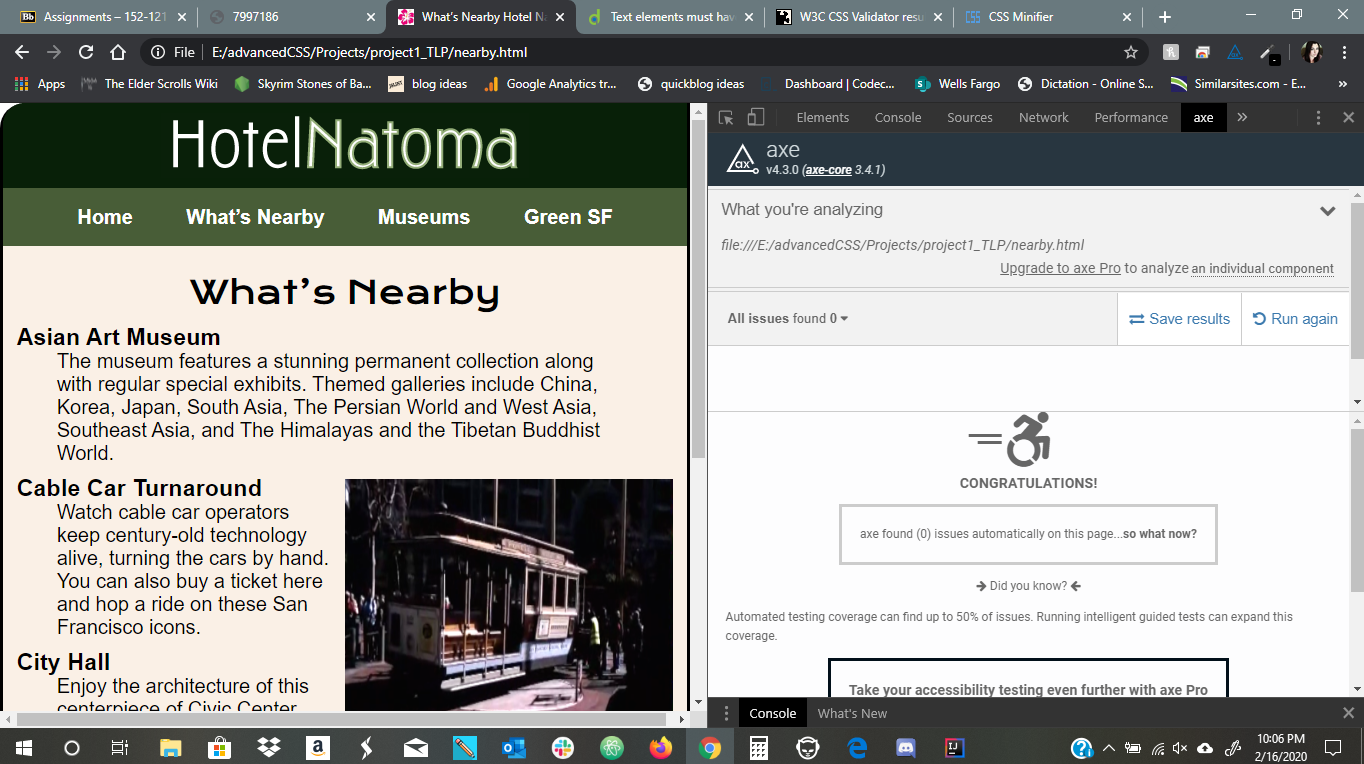 Assignments – 152-121
7997186
What's Nearby Hotel N
Text elements must hav
W3C CSS Validator resu
CSS Minifier
File E:/advancedCSS/Projects/project1_TLP/nearby.html
Apps
The Elder Scrolls Wiki
Skyrim Stones of Ba...
blog ideas
Google Analytics tr...
quickblog ideas
Dashboard | Codec...
Wells Fargo
Dictation - Online S...
Similarsites.com - E...
»
HotelNatoma
Home What's Nearby Museums Green SF
What's Nearby
Asian Art Museum
The museum features a stunning permanent collection along
with regular special exhibits. Themed galleries include China,
Korea, Japan, South Asia, The Persian World and West Asia,
Southeast Asia, and The Himalayas and the Tibetan Buddhist
World.
Cable Car Turnaround
Watch cable car operators
keep century-old technology
alive, turning the cars by hand.
You can also buy a ticket here
and hop a ride on these San
Francisco icons.
City Hall
Enjoy the architecture of this
centerpiece of Civic Center
Elements Console Sources Network Performance axe »
axe
v4.3.0 (axe-core 3.4.1)
What you're analyzing
file:///E:/advancedCSS/Projects/project1_TLP/nearby.html
Upgrade to axe Pro to analyze an individual component
All issues found 0
Save results
Run again
CONGRATULATIONS!
axe found (0) issues automatically on this page...so what now?
→ Did you know? ←
Automated testing coverage can find up to 50% of issues. Running intelligent guided tests can expand this
coverage.
Take your accessibility testing even further with axe Pro
Console What's New
10:06 PM
2/16/2020